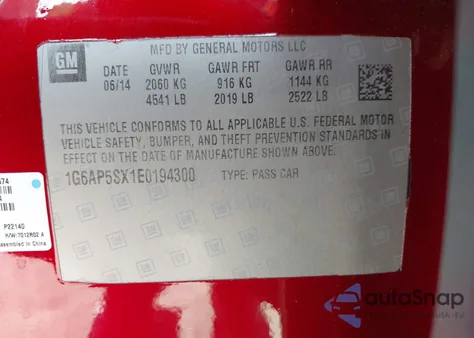 MFD BY GENERAL MOTORS LLC
GM
DATE GVWR GAWR FRT GAWR RR
06/14 2060 KG 916 KG 1144 KG
4541 LB 2019 LB 2522 LB
THIS VEHICLE CONFORMS TO ALL APPLICABLE U.S. FEDERAL MOTOR
VEHICLE SAFETY, BUMPER, AND THEFT PREVENTION STANDARDS IN
EFFECT ON THE DATE OF MANUFACTURE SHOWN ABOVE.
1G6AP5SX1E0194300 TYPE: PASS CAR
P22140
H/W:7012R02.4
assembled in China
autoSnap